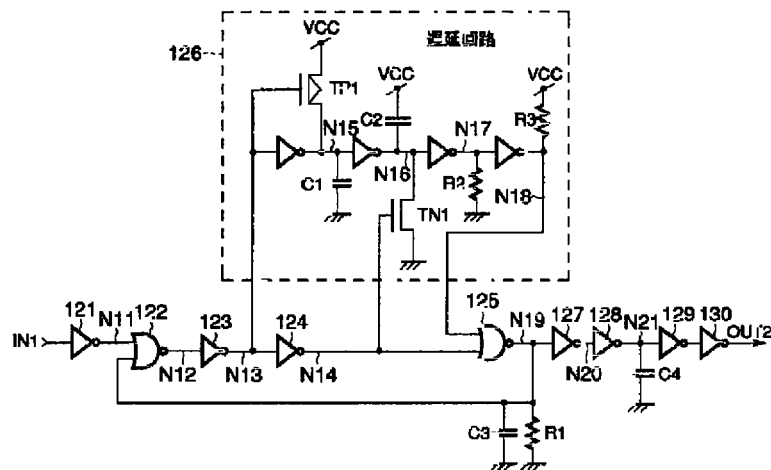 VCC
遅延回路
126
VCC
VCC
TP1
C2
R3
N15
N17
C1
N16
R2
N18
TN1
125
121
122
123
124
127
128
129
130
N11
N19
N21
IN1
OUT2
N12
N13
N14
N20
C4
C3
R1